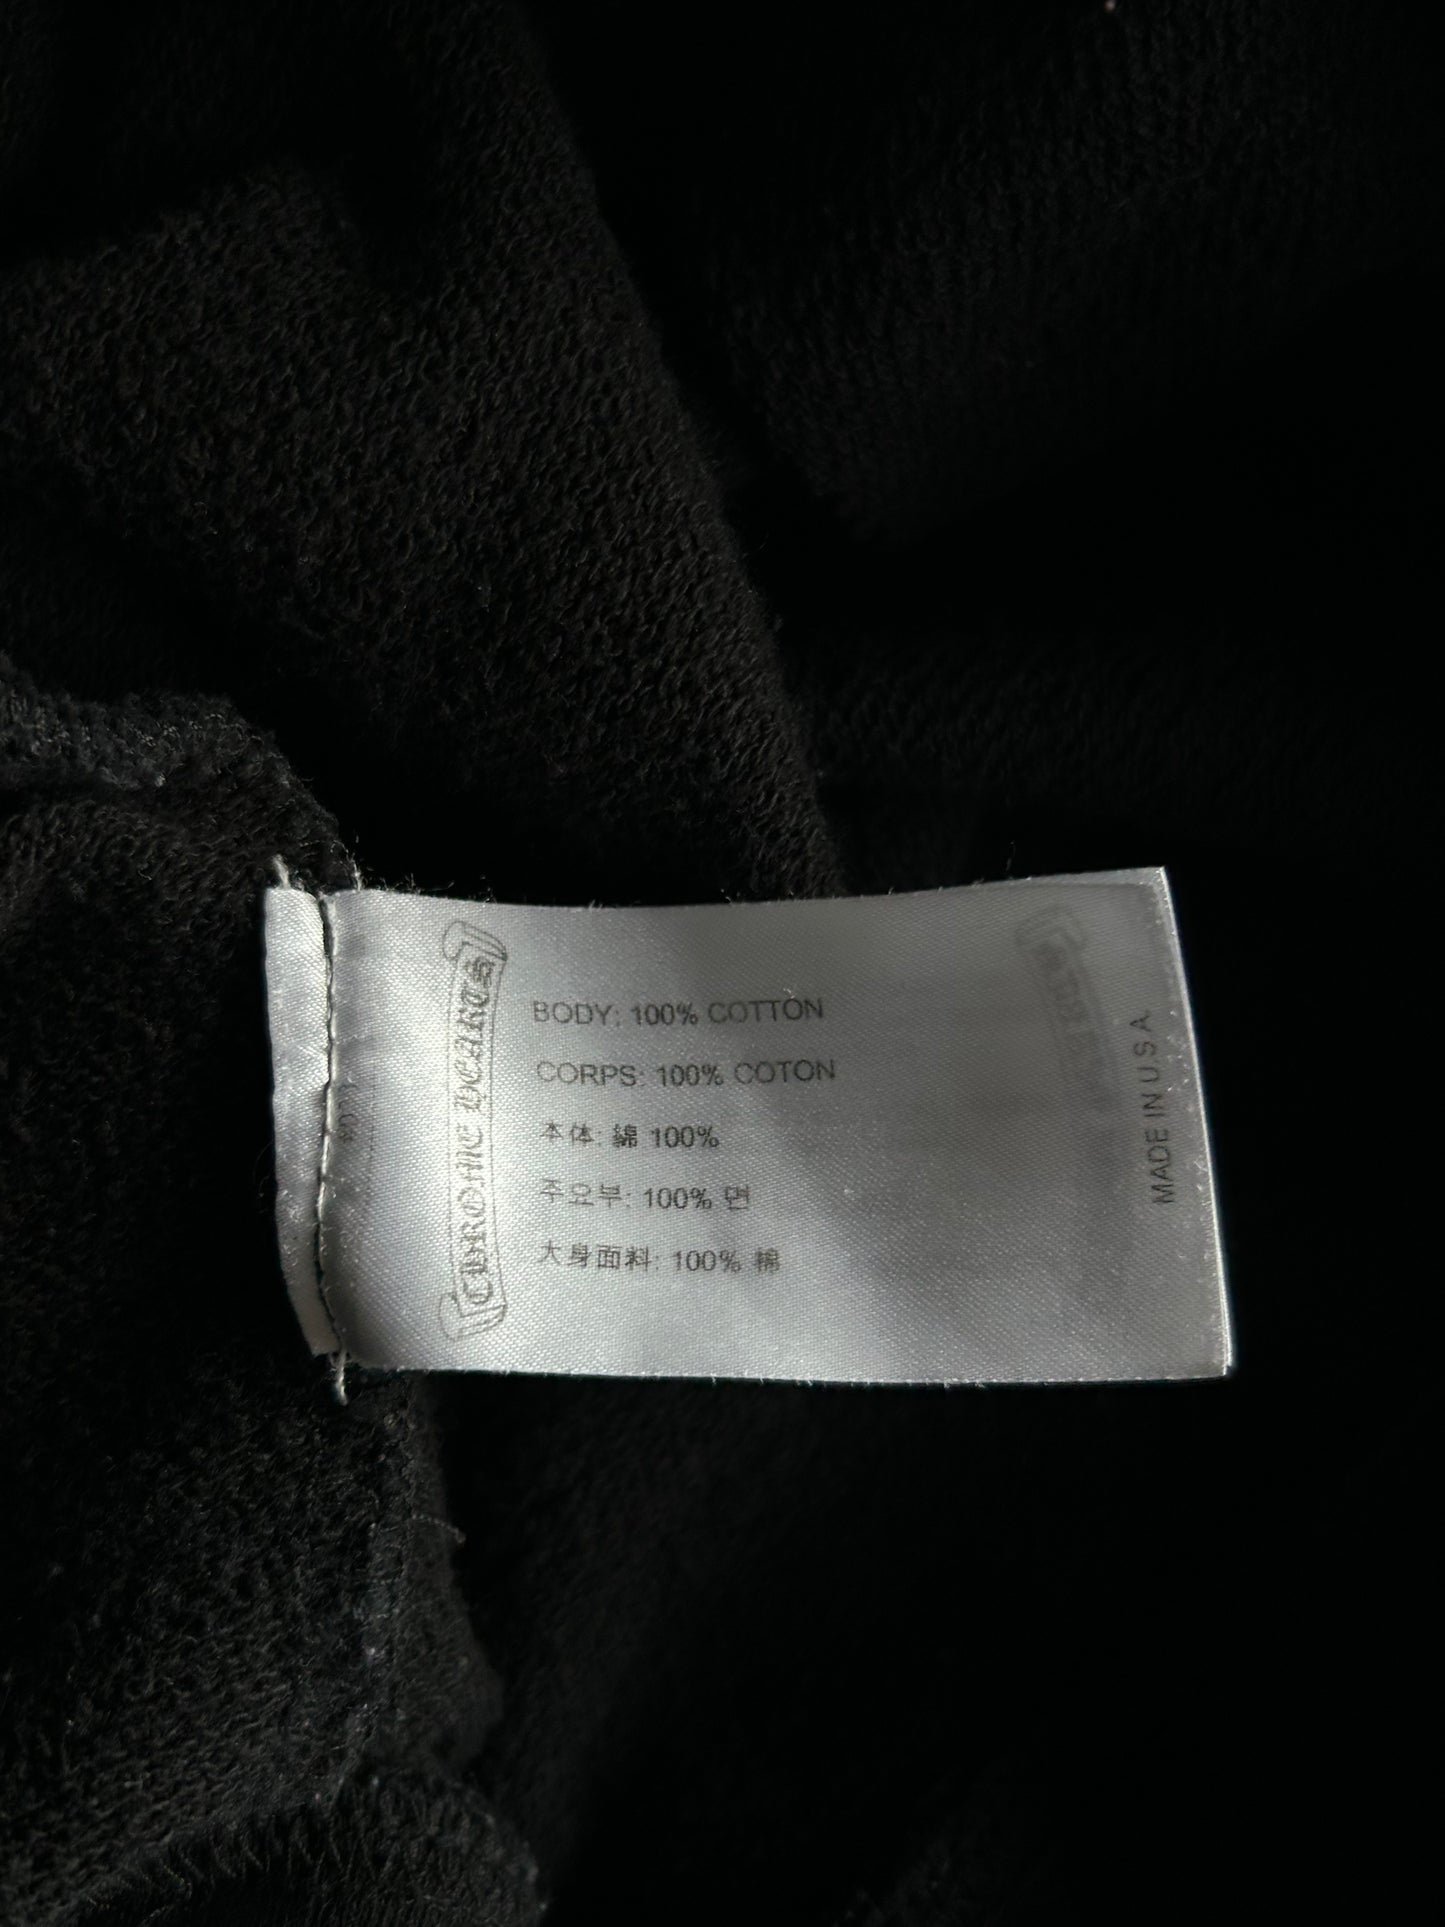 CHROME HEARTS
BODY: 100% COTTON
CORPS: 100% COTON
本体: 綿 100%
주요부: 100% 면
大身面料: 100% 棉
MADE IN U S A